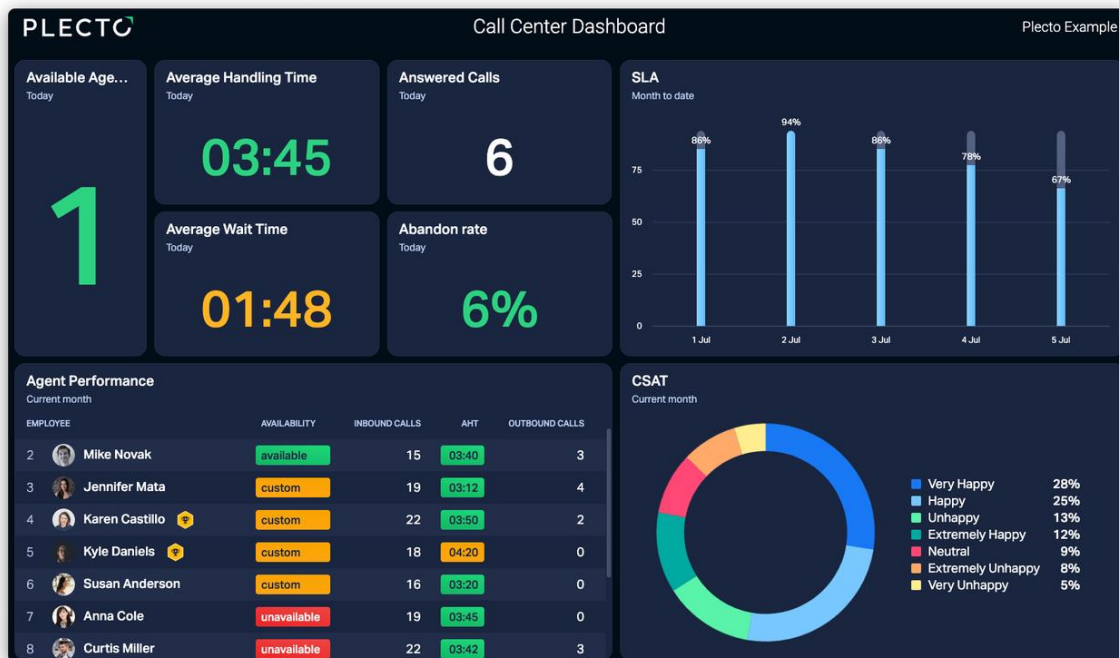 PLECTO
Call Center Dashboard
Plecto Example
Available Age...
Today
1
Average Handling Time
Today
03:45
Answered Calls
Today
6
Average Wait Time
Today
01:48
Abandon rate
Today
6%
SLA
Month to date
86%
94%
86%
78%
67%
75
50
25
0
1 Jul
2 Jul
3 Jul
4 Jul
5 Jul
Agent Performance
Current month
EMPLOYEE AVAILABILITY INBOUND CALLS AHT OUTBOUND CALLS
2 Mike Novak available 15 03:40 3
3 Jennifer Mata custom 19 03:12 4
4 Karen Castillo custom 22 03:50 2
5 Kyle Daniels custom 18 04:20 0
6 Susan Anderson custom 16 03:20 0
7 Anna Cole unavailable 19 03:45 0
8 Curtis Miller unavailable 22 03:42 3
CSAT
Current month
Very Happy 28%
Happy 25%
Unhappy 13%
Extremely Happy 12%
Neutral 9%
Extremely Unhappy 8%
Very Unhappy 5%